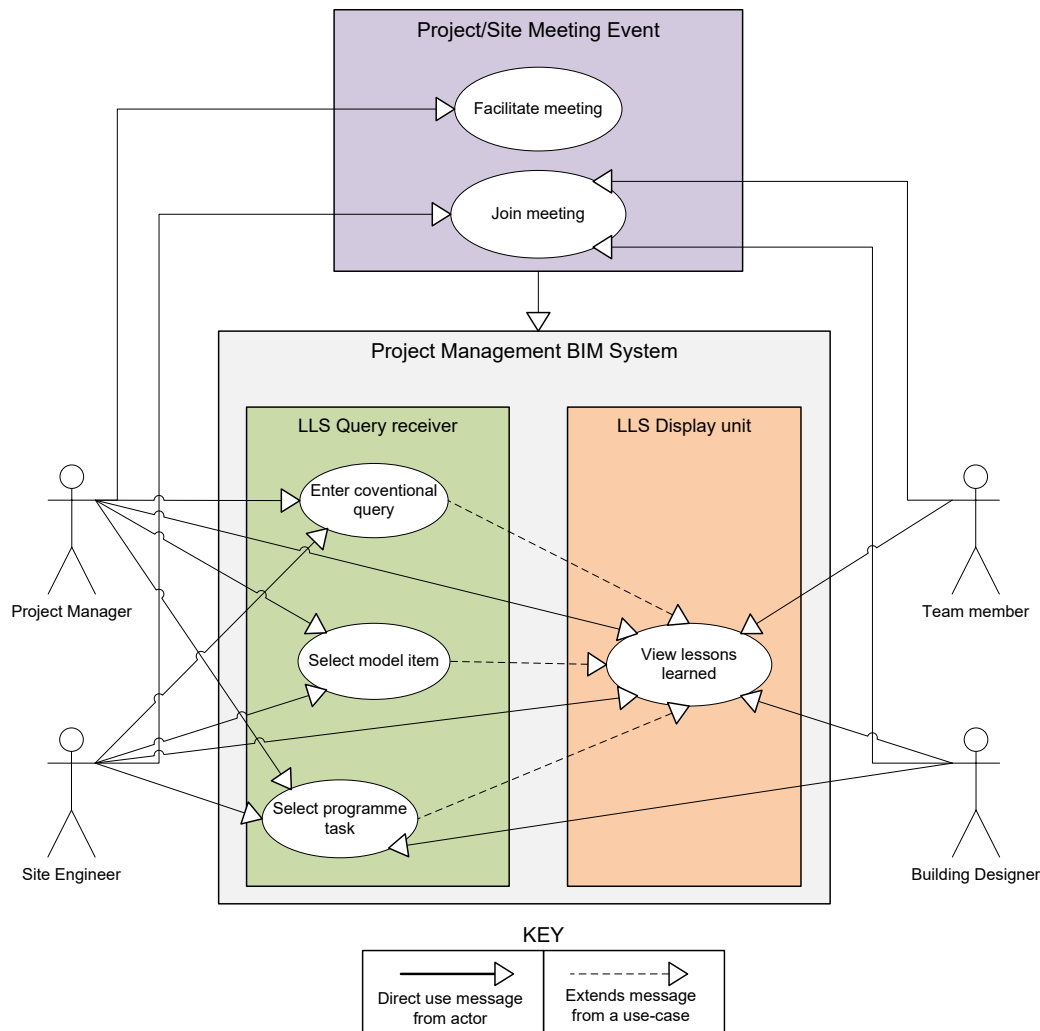 Project/Site Meeting Event
Facilitate meeting
Join meeting
Project Management BIM System
LLS Query receiver
LLS Display unit
Enter coventional
query
Project Manager
Team member
Select model item
View lessons
learned
Select programme
task
Site Engineer
Building Designer
KEY
Direct use message
from actor
Extends message
from a use-case